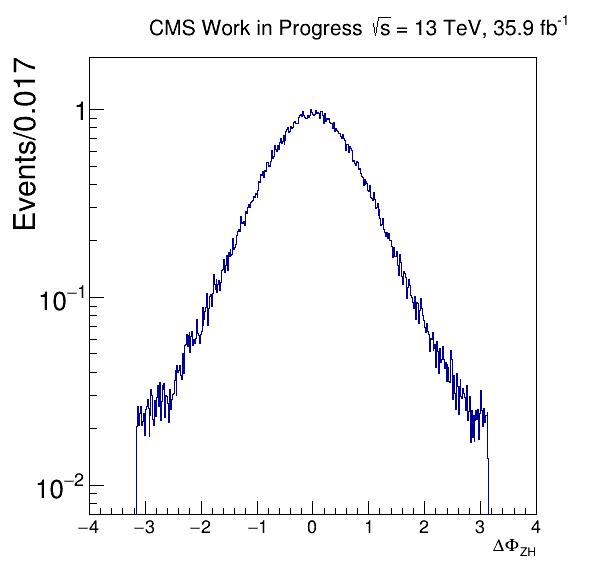 CMS Work in Progress √s = 13 TeV, 35.9 fb⁻¹
Events/0.017
1
10⁻¹
10⁻²
−4 −3 −2 −1 0 1 2 3 4
ΔΦ_ZH